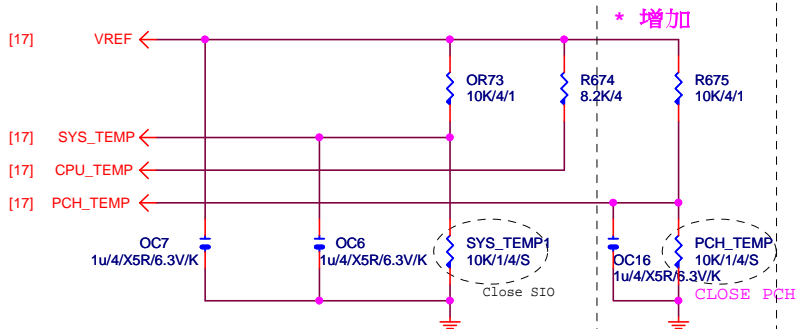 * 增加
[17] VREF
OR73
10K/4/1
R674
8.2K/4
R675
10K/4/1
[17] SYS_TEMP
[17] CPU_TEMP
[17] PCH_TEMP
OC7
1u/4/X5R/6.3V/K
OC6
1u/4/X5R/6.3V/K
SYS_TEMP1
10K/1/4/S
Close SIO
OC16
1u/4/X5R/6.3V/K
PCH_TEMP
10K/1/4/S
CLOSE PCH